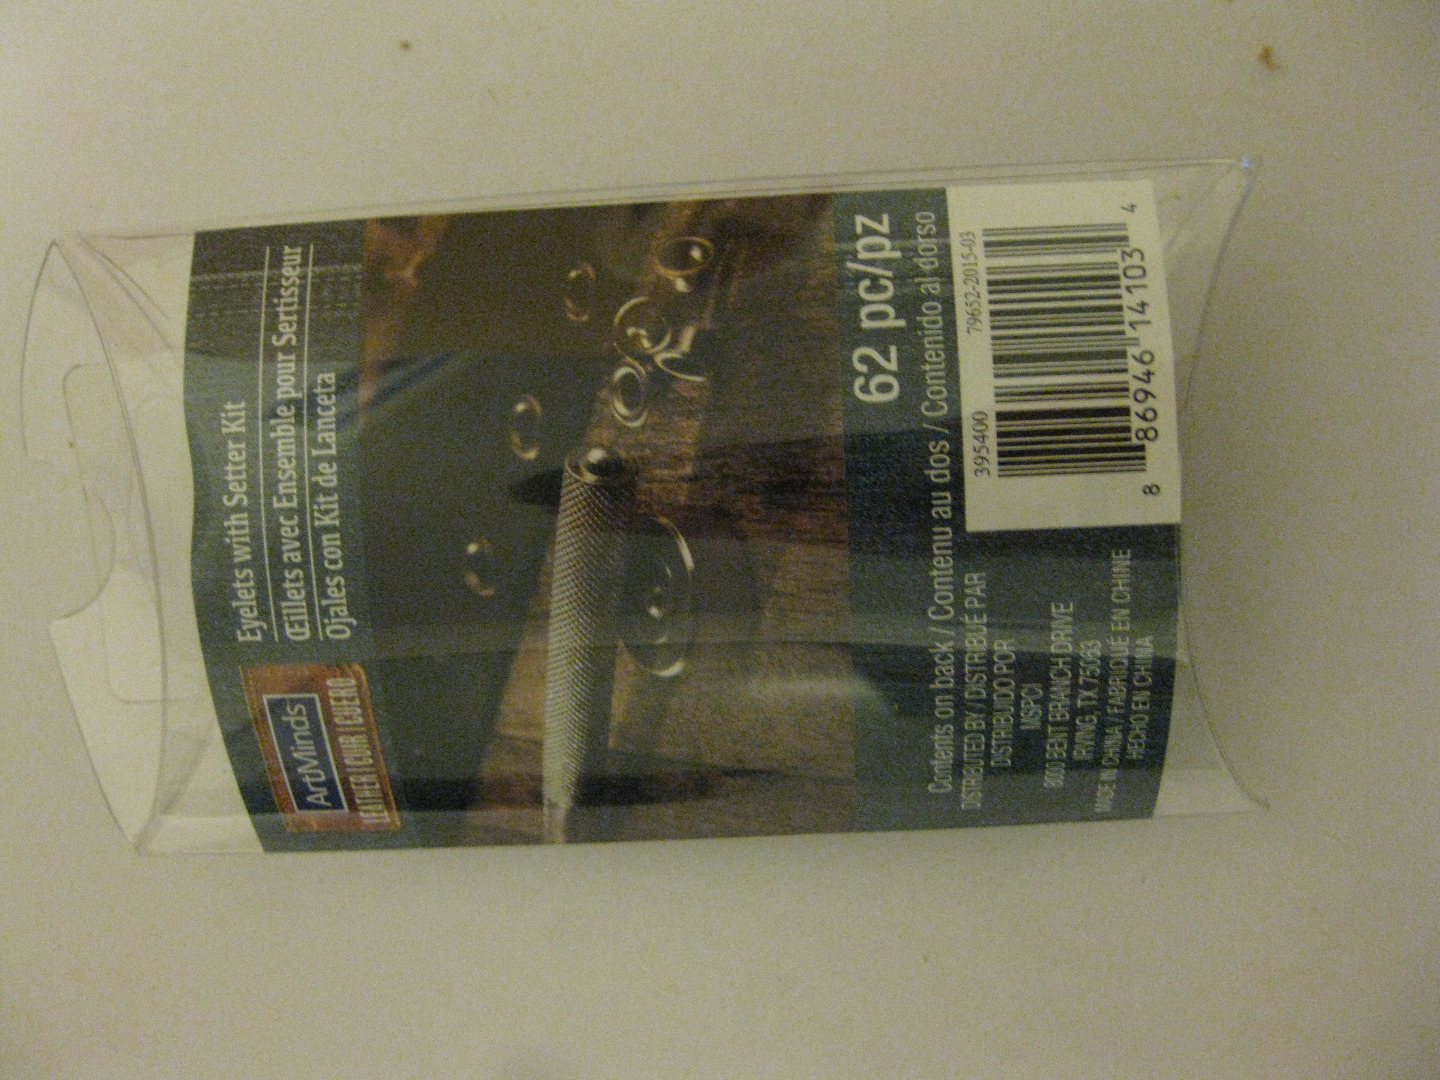 ArtMinds
LEATHER | CUIR | CUERO
Eyelets with Setter Kit
Œillets avec Ensemble pour Sertisseur
Ojales con Kit de Lanceta
62 pc/pz
Contents on back / Contenu au dos / Contenido al dorso
DISTRIBUTED BY / DISTRIBUÉ PAR
DISTRIBUIDO POR
MSPCI
8000 BENT BRANCH DRIVE
IRVING, TX 75063
MADE IN CHINA / FABRIQUÉ EN CHINE
HECHO EN CHINA
395400 79652-2015-03
8 86946 14103 4